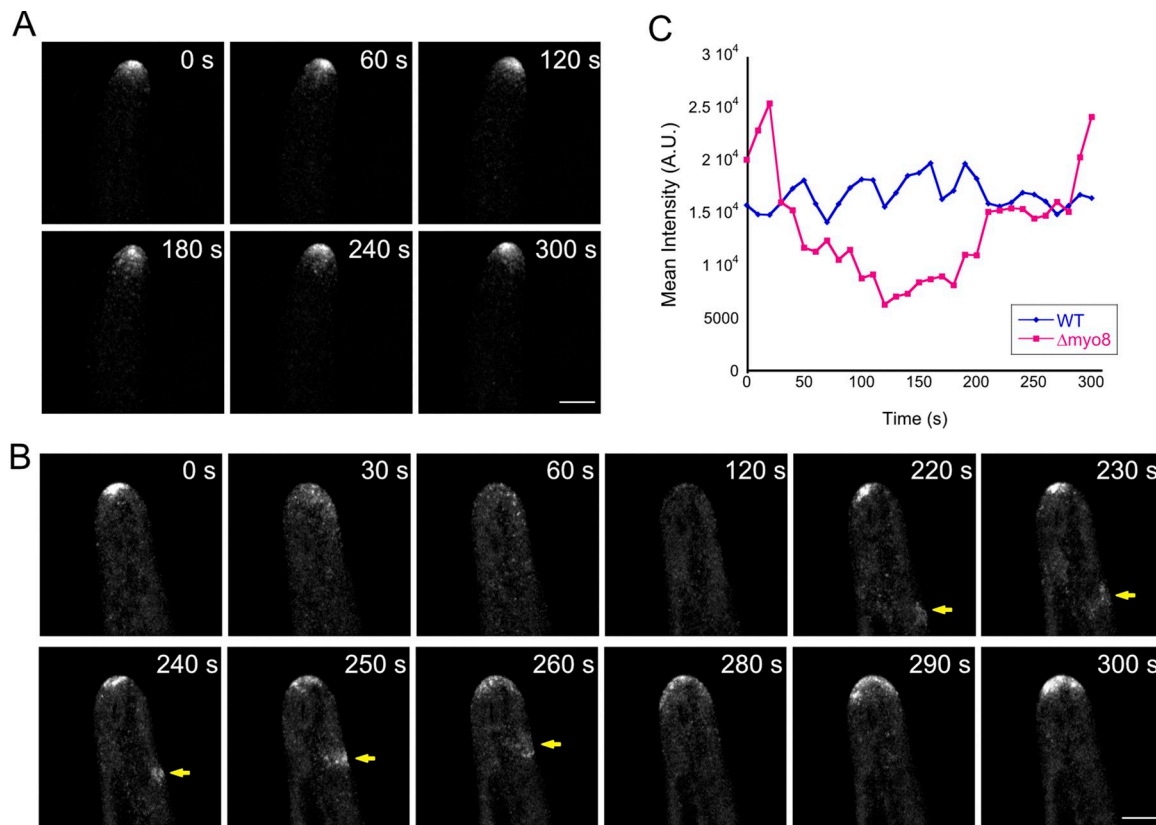 A
0 s
60 s
120 s
180 s
240 s
300 s
C
3 10⁴
2.5 10⁴
2 10⁴
1.5 10⁴
1 10⁴
5000
0
Mean Intensity (A.U.)
0
50
100
150
200
250
300
Time (s)
WT
Δmyo8
B
0 s
30 s
60 s
120 s
220 s
230 s
240 s
250 s
260 s
280 s
290 s
300 s